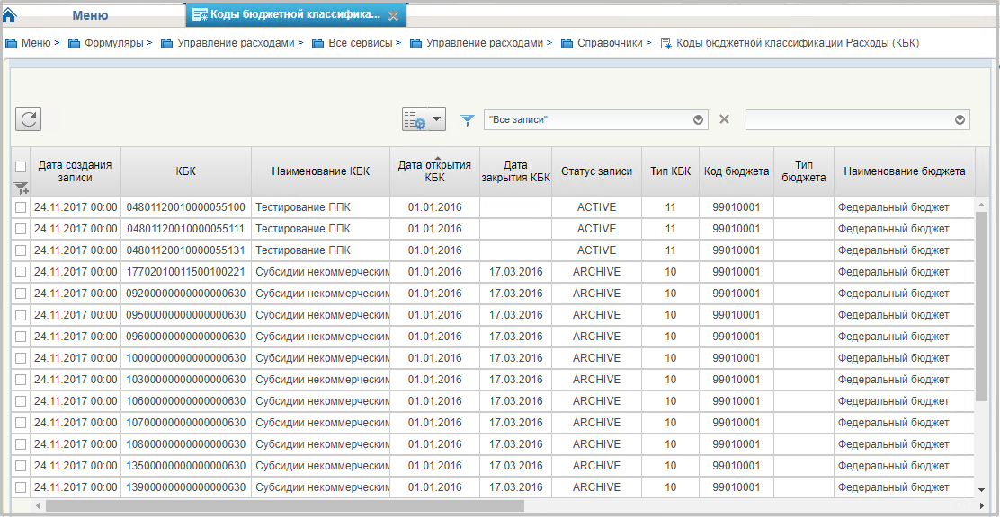 Меню
Коды бюджетной классифика...
Меню > Формуляры > Управление расходами > Все сервисы > Управление расходами > Справочники > Коды бюджетной классификации Расходы (КБК)
"Все записи"
Дата создания записи КБК Наименование КБК Дата открытия КБК Дата закрытия КБК Статус записи Тип КБК Код бюджета Тип бюджета Наименование бюджета
24.11.2017 00:00 04801120010000055100 Тестирование ППК 01.01.2016 ACTIVE 11 99010001 Федеральный бюджет
24.11.2017 00:00 04801120010000055111 Тестирование ППК 01.01.2016 ACTIVE 11 99010001 Федеральный бюджет
24.11.2017 00:00 04801120010000055131 Тестирование ППК 01.01.2016 ACTIVE 11 99010001 Федеральный бюджет
24.11.2017 00:00 17702010011500100221 Субсидии некоммерческим 01.01.2016 17.03.2016 ARCHIVE 10 99010001 Федеральный бюджет
24.11.2017 00:00 09200000000000000630 Субсидии некоммерческим 01.01.2016 17.03.2016 ARCHIVE 10 99010001 Федеральный бюджет
24.11.2017 00:00 09500000000000000630 Субсидии некоммерческим 01.01.2016 17.03.2016 ARCHIVE 10 99010001 Федеральный бюджет
24.11.2017 00:00 09600000000000000630 Субсидии некоммерческим 01.01.2016 17.03.2016 ARCHIVE 10 99010001 Федеральный бюджет
24.11.2017 00:00 10000000000000000630 Субсидии некоммерческим 01.01.2016 17.03.2016 ARCHIVE 10 99010001 Федеральный бюджет
24.11.2017 00:00 10300000000000000630 Субсидии некоммерческим 01.01.2016 17.03.2016 ARCHIVE 10 99010001 Федеральный бюджет
24.11.2017 00:00 10600000000000000630 Субсидии некоммерческим 01.01.2016 17.03.2016 ARCHIVE 10 99010001 Федеральный бюджет
24.11.2017 00:00 10700000000000000630 Субсидии некоммерческим 01.01.2016 17.03.2016 ARCHIVE 10 99010001 Федеральный бюджет
24.11.2017 00:00 10800000000000000630 Субсидии некоммерческим 01.01.2016 17.03.2016 ARCHIVE 10 99010001 Федеральный бюджет
24.11.2017 00:00 13500000000000000630 Субсидии некоммерческим 01.01.2016 17.03.2016 ARCHIVE 10 99010001 Федеральный бюджет
24.11.2017 00:00 13900000000000000630 Субсидии некоммерческим 01.01.2016 17.03.2016 ARCHIVE 10 99010001 Федеральный бюджет